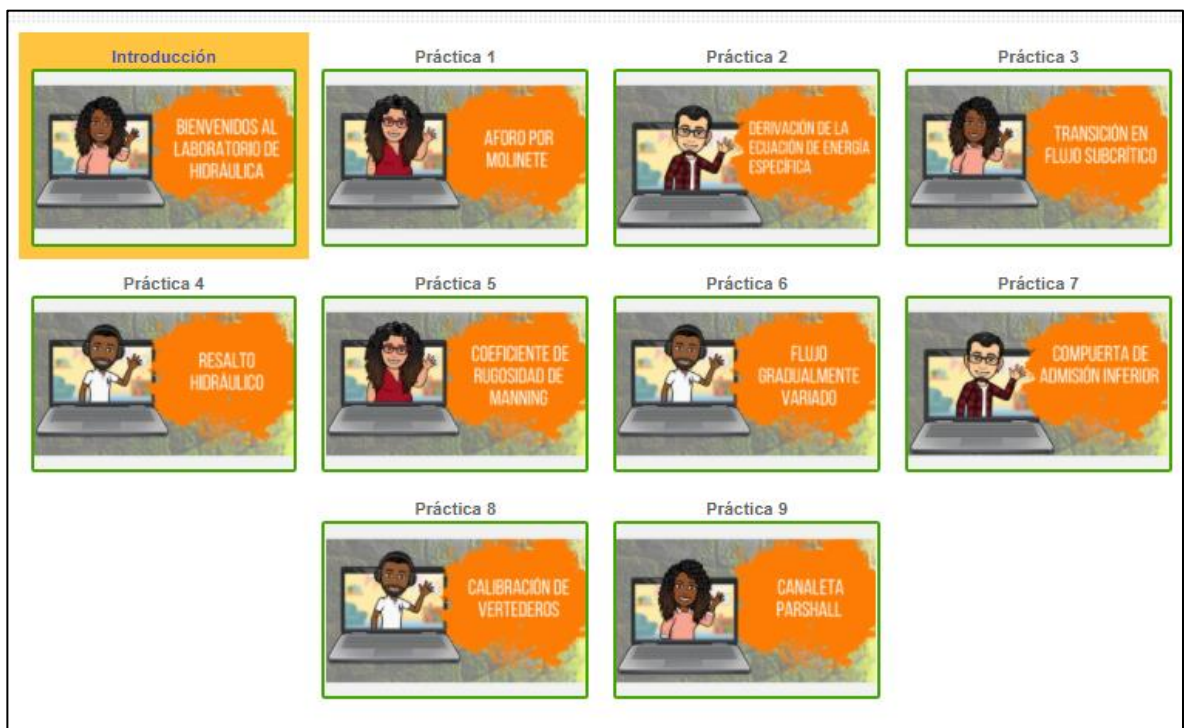 Introducción
BIENVENIDOS AL
LABORATORIO DE
HIDRÁULICA
Práctica 1
AFORO POR
MOLINETE
Práctica 2
DERIVACIÓN DE LA
ECUACIÓN DE ENERGÍA
ESPECÍFICA
Práctica 3
TRANSICIÓN EN
FLUJO SUBCRÍTICO
Práctica 4
RESALTO
HIDRÁULICO
Práctica 5
COEFICIENTE DE
RUGOSIDAD DE
MANNING
Práctica 6
FLUJO
GRADUALMENTE
VARIADO
Práctica 7
COMPUERTA DE
ADMISIÓN INFERIOR
Práctica 8
CALIBRACIÓN DE
VERTEDEROS
Práctica 9
CANALETA
PARSHALL